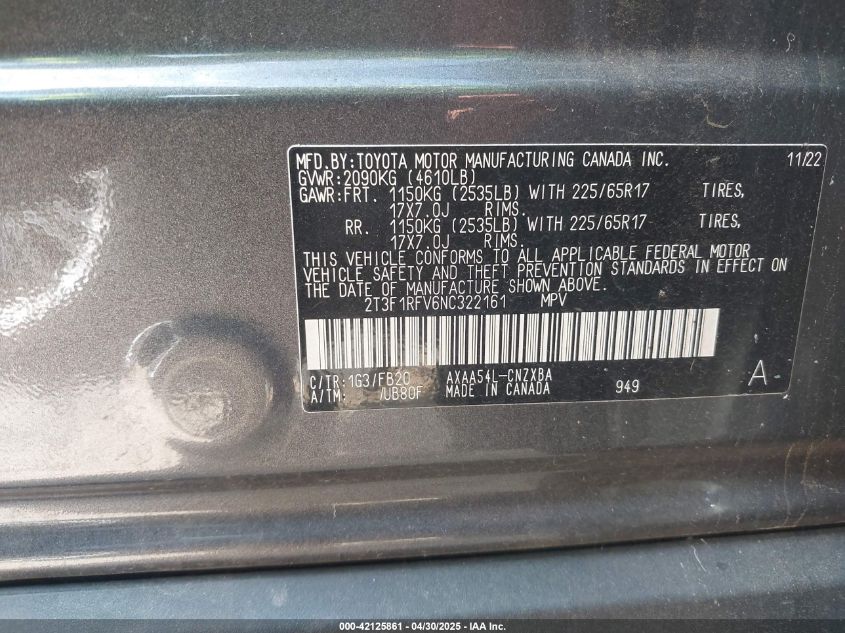 MFD.BY:TOYOTA MOTOR MANUFACTURING CANADA INC. 11/22
GVWR:2090KG (4610LB)
GAWR:FRT. 1150KG (2535LB) WITH 225/65R17 TIRES,
17X7.0J RIMS.
RR. 1150KG (2535LB) WITH 225/65R17 TIRES,
17X7.0J RIMS.
THIS VEHICLE CONFORMS TO ALL APPLICABLE FEDERAL MOTOR
VEHICLE SAFETY AND THEFT PREVENTION STANDARDS IN EFFECT ON
THE DATE OF MANUFACTURE SHOWN ABOVE.
2T3F1RFV6NC322161 MPV
C/TR:1G3/FB20 AXAA54L-CNZXBA
A/TM: /UB80F MADE IN CANADA 949 A
000-42125861 - 04/30/2025 - IAA Inc.